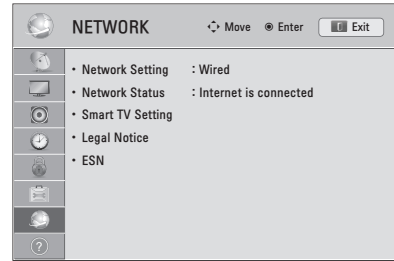 NETWORK Move Enter Exit
• Network Setting : Wired
• Network Status : Internet is connected
• Smart TV Setting
• Legal Notice
• ESN
?